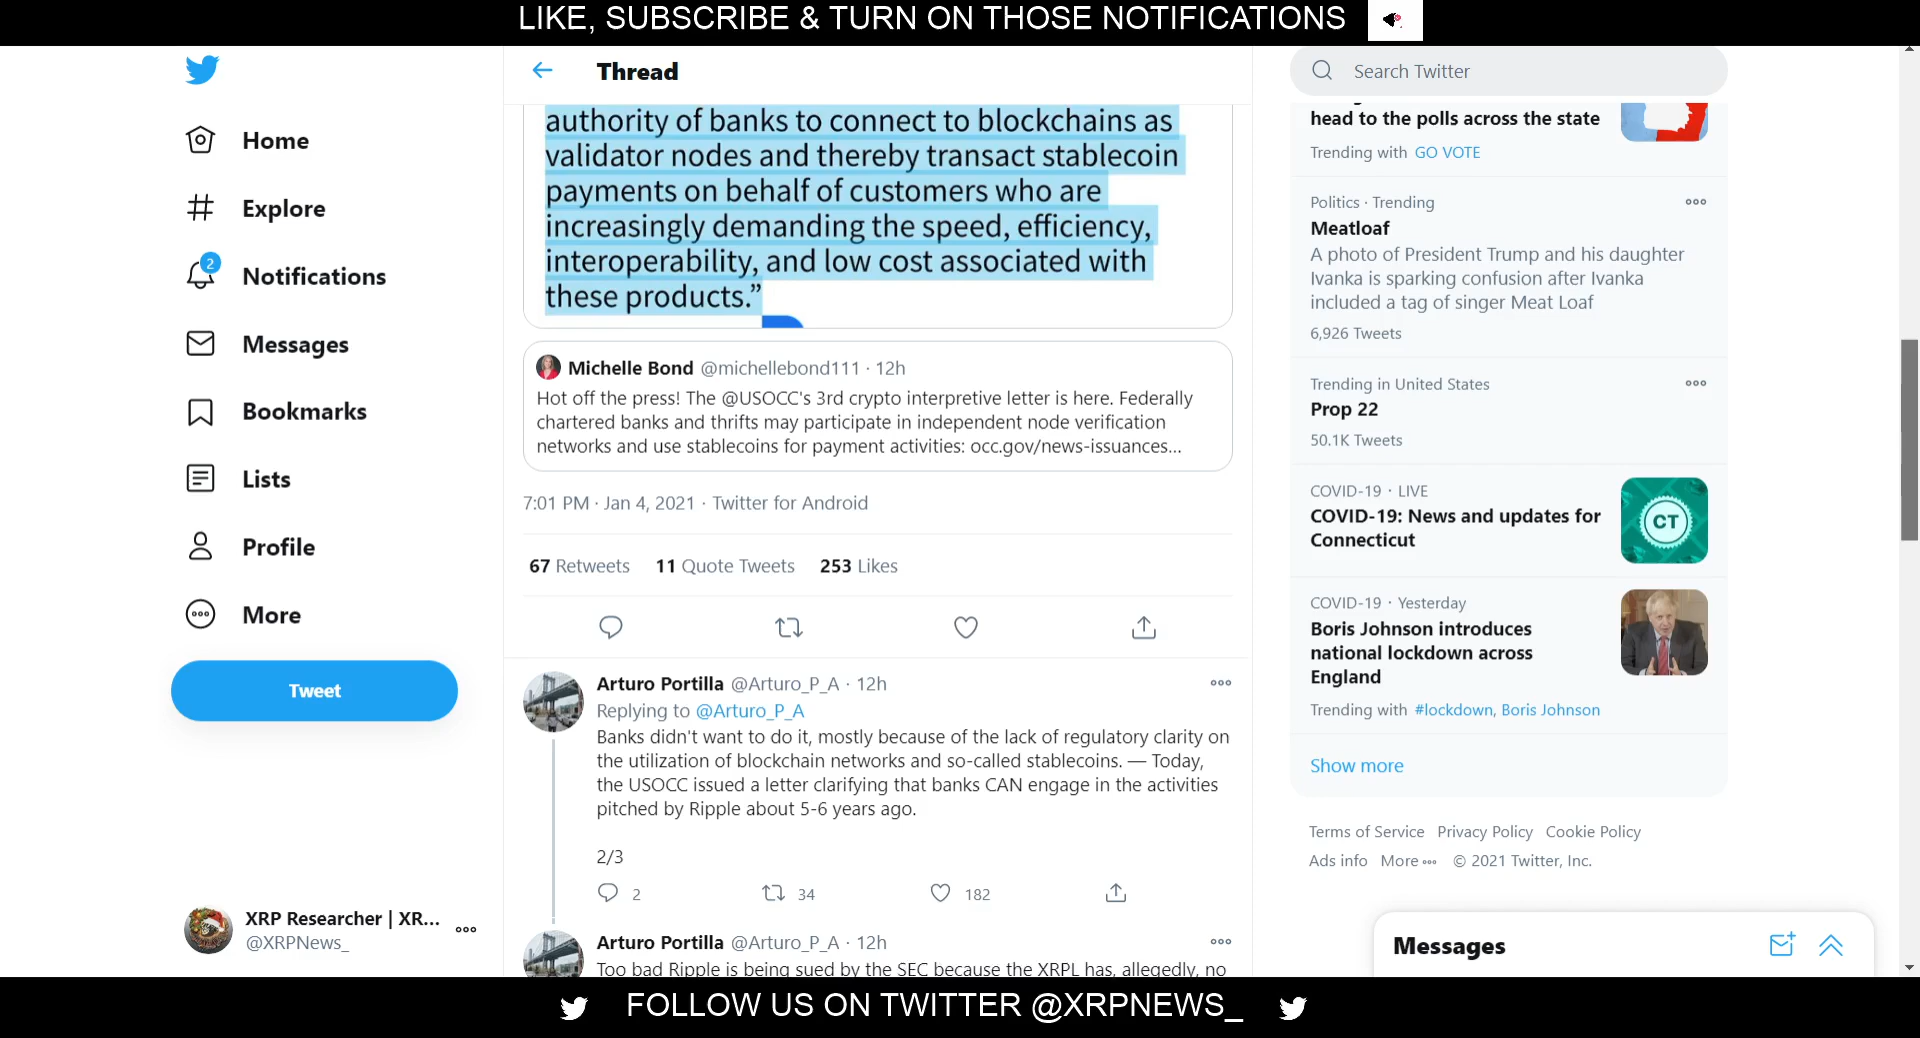 LIKE, SUBSCRIBE & TURN ON THOSE NOTIFICATIONS
Home
Explore
2
Notifications
Messages
Bookmarks
Lists
Profile
More
Tweet
XRP Researcher | XR...
@XRPNews_
Thread
authority of banks to connect to blockchains as
validator nodes and thereby transact stablecoin
payments on behalf of customers who are
increasingly demanding the speed, efficiency,
interoperability, and low cost associated with
these products.”
Michelle Bond @michellebond111 · 12h
Hot off the press! The @USOCC's 3rd crypto interpretive letter is here. Federally
chartered banks and thrifts may participate in independent node verification
networks and use stablecoins for payment activities: occ.gov/news-issuances...
7:01 PM · Jan 4, 2021 · Twitter for Android
67 Retweets 11 Quote Tweets 253 Likes
Arturo Portilla @Arturo_P_A · 12h
Replying to @Arturo_P_A
Banks didn't want to do it, mostly because of the lack of regulatory clarity on
the utilization of blockchain networks and so-called stablecoins. — Today,
the USOCC issued a letter clarifying that banks CAN engage in the activities
pitched by Ripple about 5-6 years ago.
2/3
2 34 182
Arturo Portilla @Arturo_P_A · 12h
Too bad Ripple is being sued by the SEC because the XRPL has, allegedly, no
Search Twitter
head to the polls across the state
Trending with GO VOTE
Politics · Trending
Meatloaf
A photo of President Trump and his daughter
Ivanka is sparking confusion after Ivanka
included a tag of singer Meat Loaf
6,926 Tweets
Trending in United States
Prop 22
50.1K Tweets
COVID-19 · LIVE
COVID-19: News and updates for
Connecticut
CT
COVID-19 · Yesterday
Boris Johnson introduces
national lockdown across
England
Trending with #lockdown, Boris Johnson
Show more
Terms of Service Privacy Policy Cookie Policy
Ads info More © 2021 Twitter, Inc.
Messages
FOLLOW US ON TWITTER @XRPNEWS_